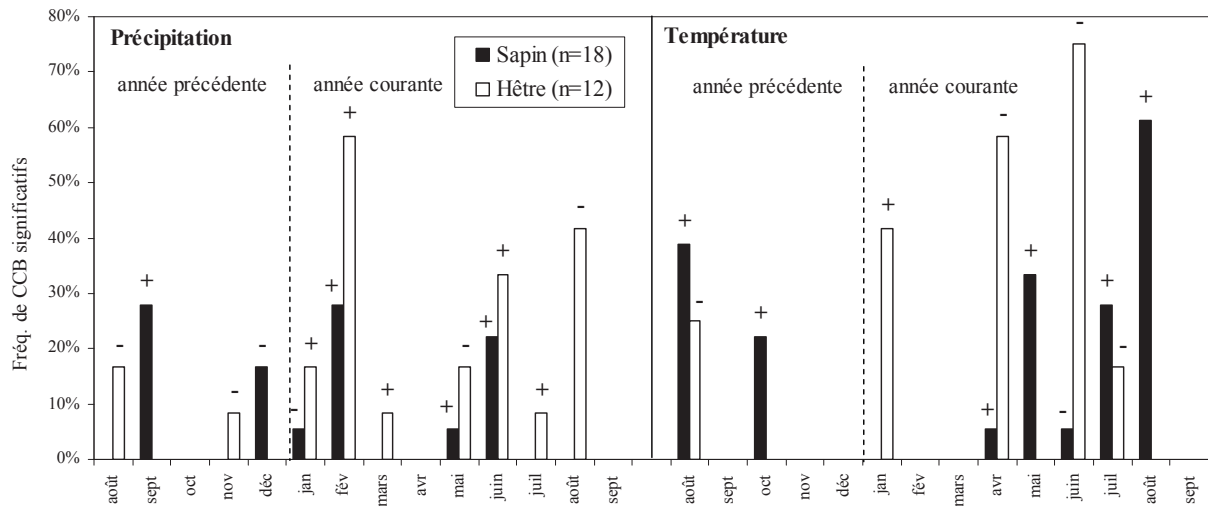 80%
70%
60%
50%
40%
30%
20%
10%
0%
Fréq. de CCB significatifs
Précipitation
année précédente
année courante
Sapin (n=18)
Hêtre (n=12)
- + - - - + + + + + - + + + -
août sept oct nov déc jan fév mars avr mai juin juil août sept
Température
année précédente
année courante
+ - + + + - + - - + - +
août sept oct nov déc jan fév mars avr mai juin juil août sept